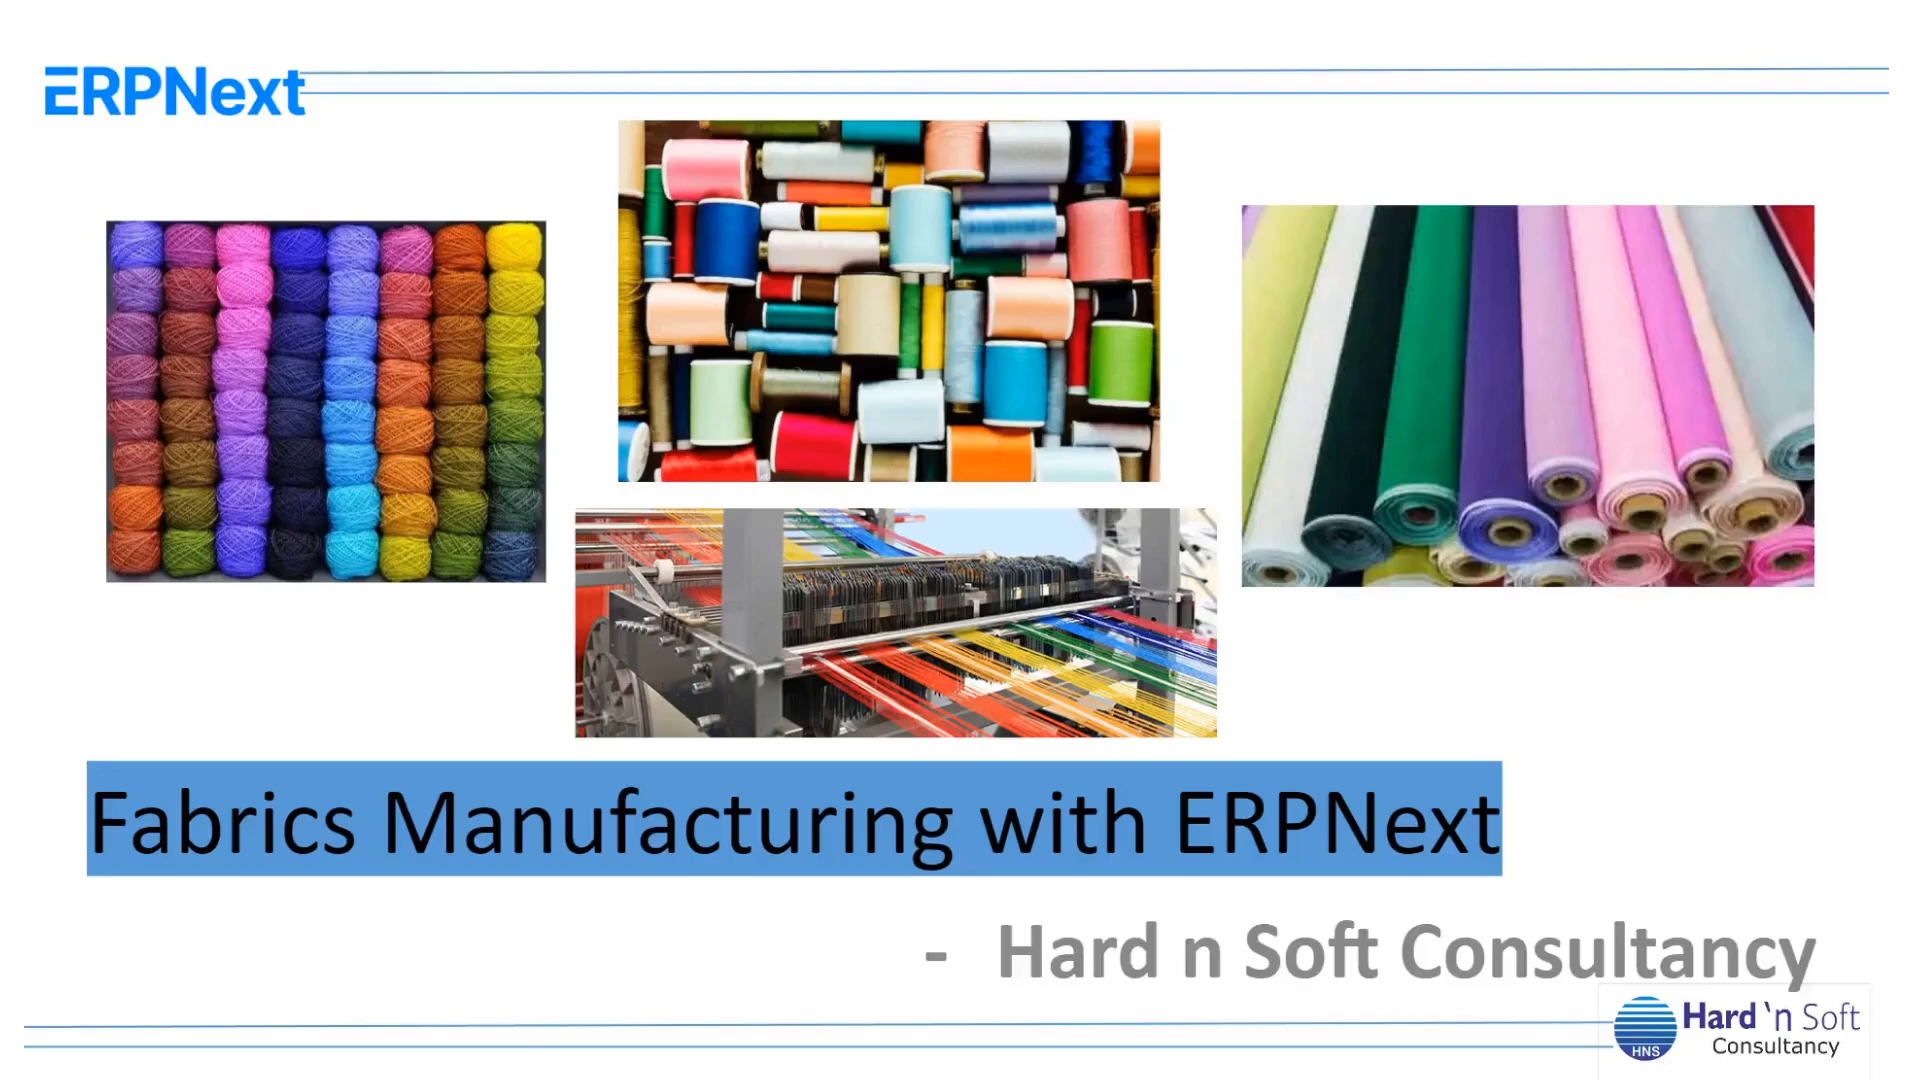 ERPNext
Fabrics Manufacturing with ERPNext
- Hard n Soft Consultancy
Hard 'n Soft
Consultancy
HNS